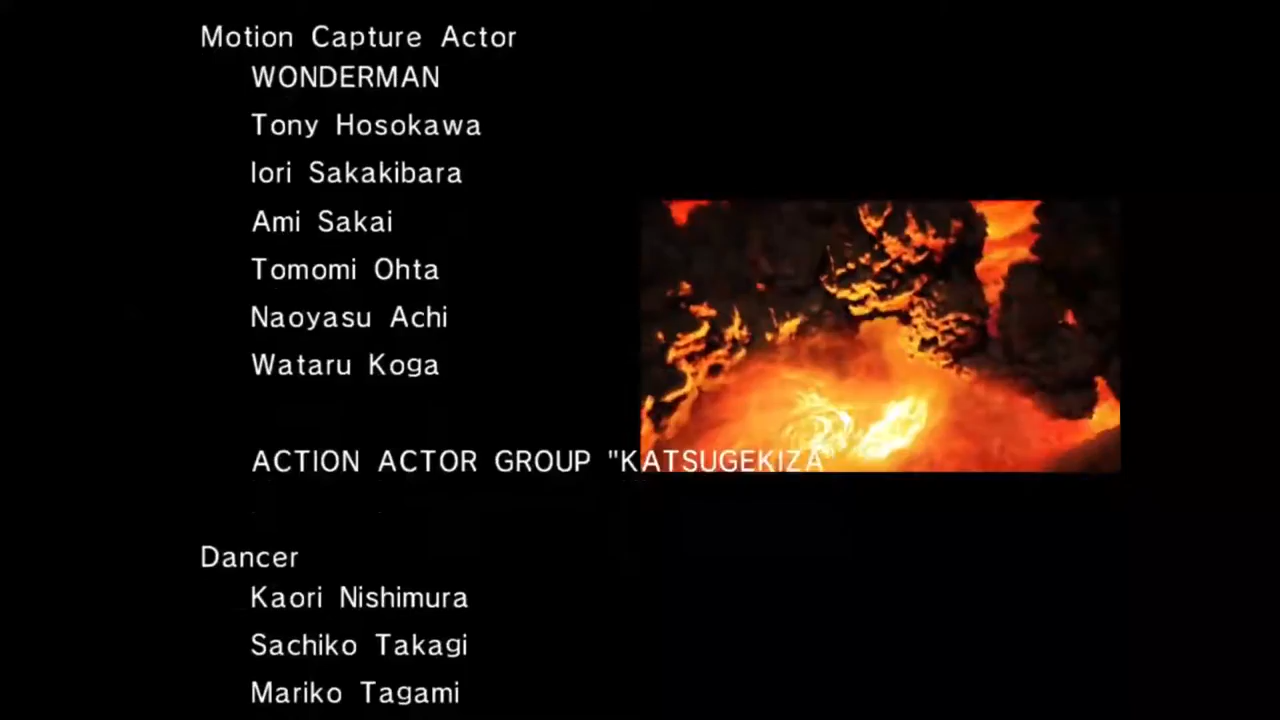 Motion Capture Actor
WONDERMAN
Tony Hosokawa
Iori Sakakibara
Ami Sakai
Tomomi Ohta
Naoyasu Achi
Wataru Koga
ACTION ACTOR GROUP "KATSUGEKIZA"
Dancer
Kaori Nishimura
Sachiko Takagi
Mariko Tagami